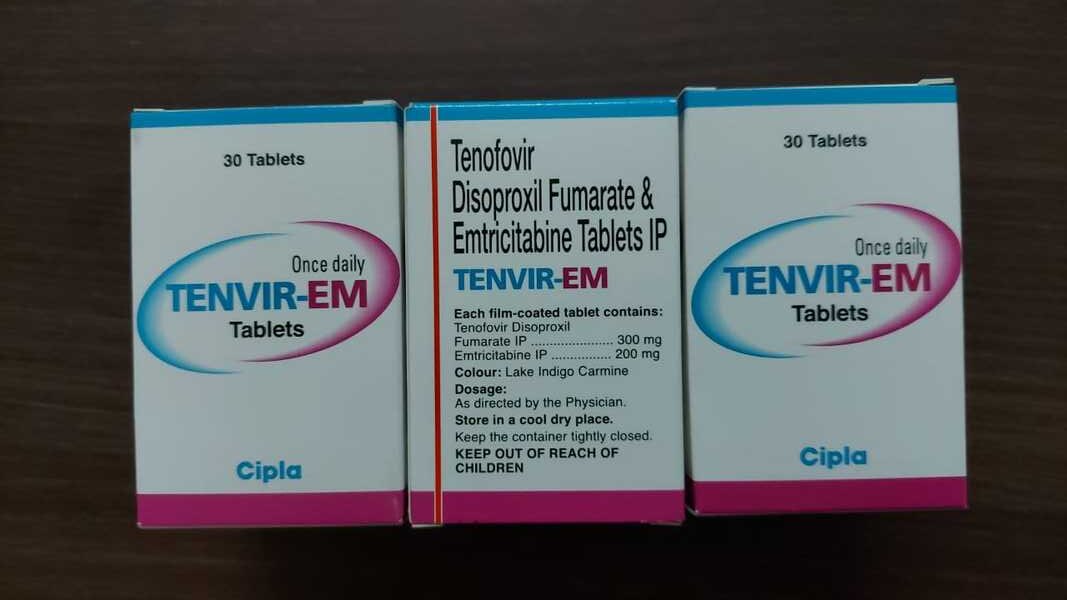 30 Tablets
Once daily
TENVIR-EM
Tablets
Cipla
Tenofovir
Disoproxil Fumarate &
Emtricitabine Tablets IP
TENVIR-EM
Each film-coated tablet contains:
Tenofovir Disoproxil
Fumarate IP ...................... 300 mg
Emtricitabine IP ................ 200 mg
Colour: Lake Indigo Carmine
Dosage:
As directed by the Physician.
Store in a cool dry place.
Keep the container tightly closed.
KEEP OUT OF REACH OF
CHILDREN
30 Tablets
Once daily
TENVIR-EM
Tablets
Cipla